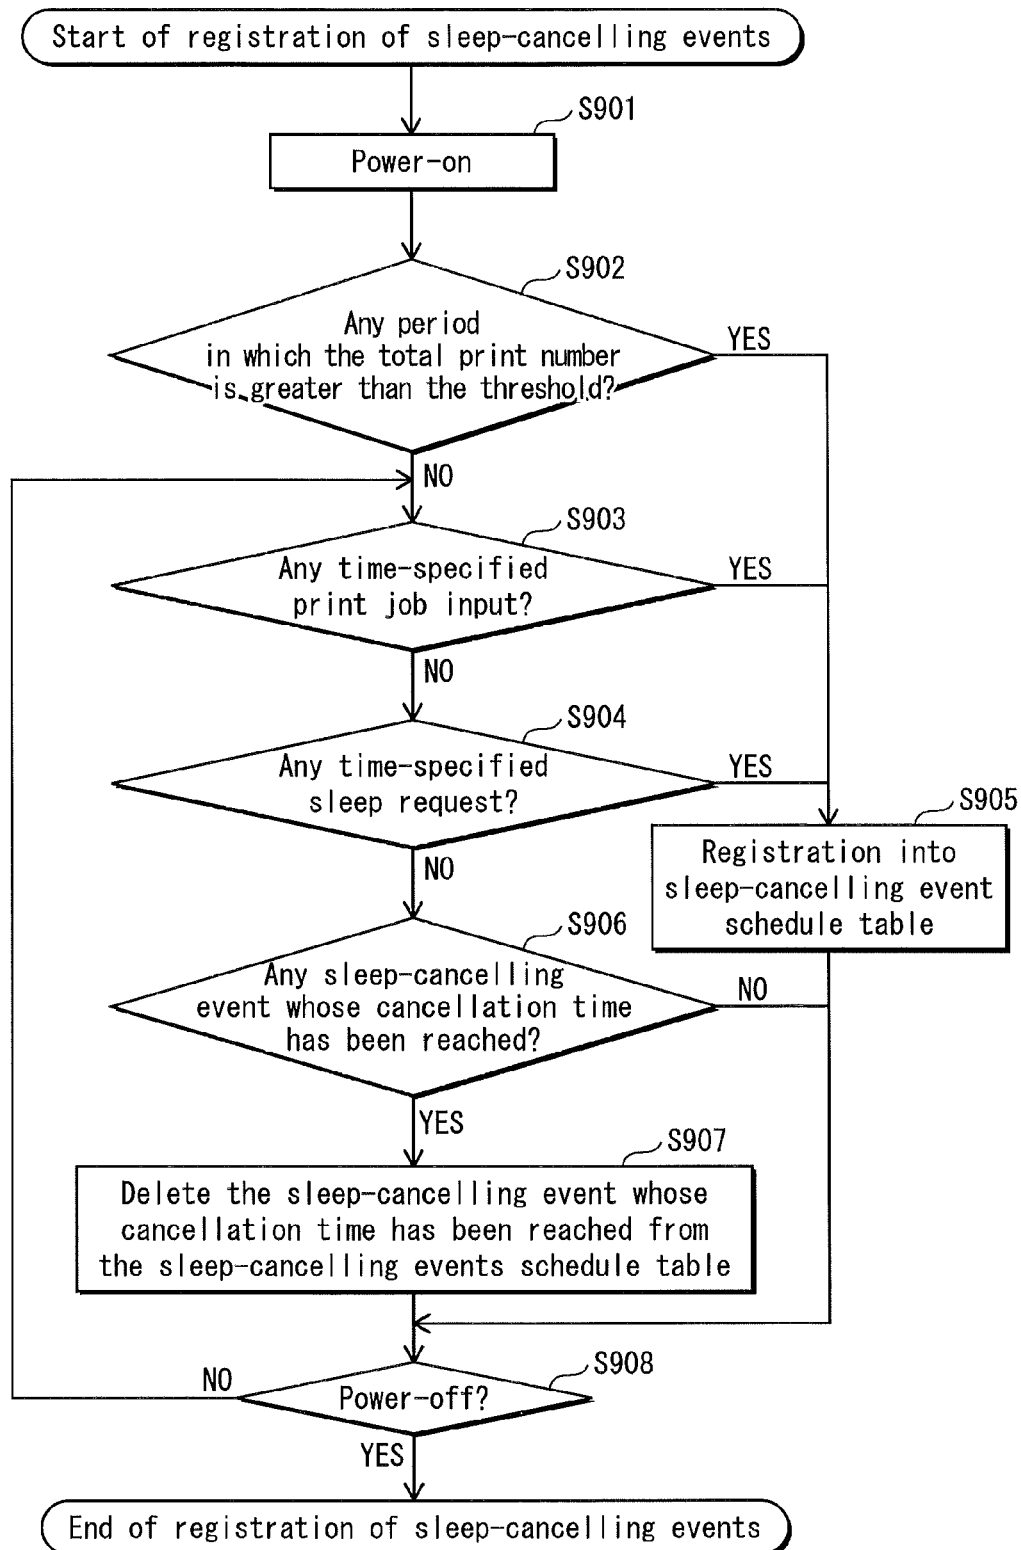 Start of registration of sleep-cancelling events
S901
Power-on
S902
Any period
in which the total print number
is greater than the threshold?
YES
NO
S903
Any time-specified
print job input?
YES
NO
S904
Any time-specified
sleep request?
YES
NO
S905
Registration into
sleep-cancelling event
schedule table
S906
Any sleep-cancelling
event whose cancellation time
has been reached?
NO
YES
S907
Delete the sleep-cancelling event whose
cancellation time has been reached from
the sleep-cancelling events schedule table
S908
Power-off?
NO
YES
End of registration of sleep-cancelling events